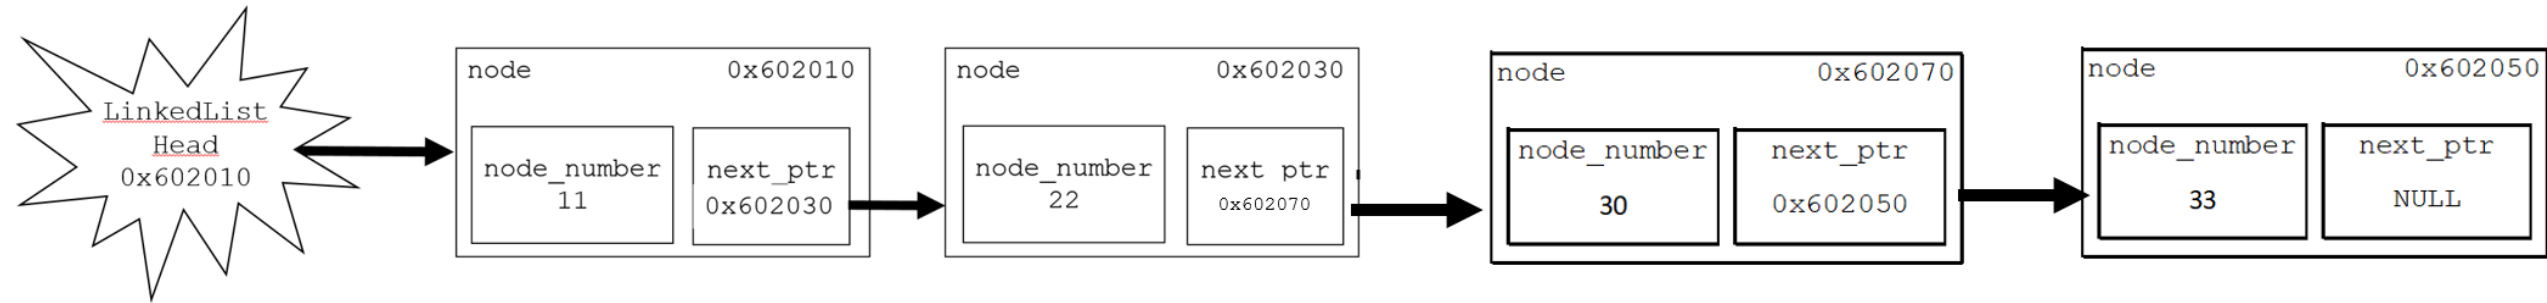 LinkedList
Head
0x602010
node 0x602010
node_number
11
next_ptr
0x602030
node 0x602030
node_number
22
next ptr
0x602070
node 0x602070
node_number
30
next_ptr
0x602050
node 0x602050
node_number
33
next_ptr
NULL